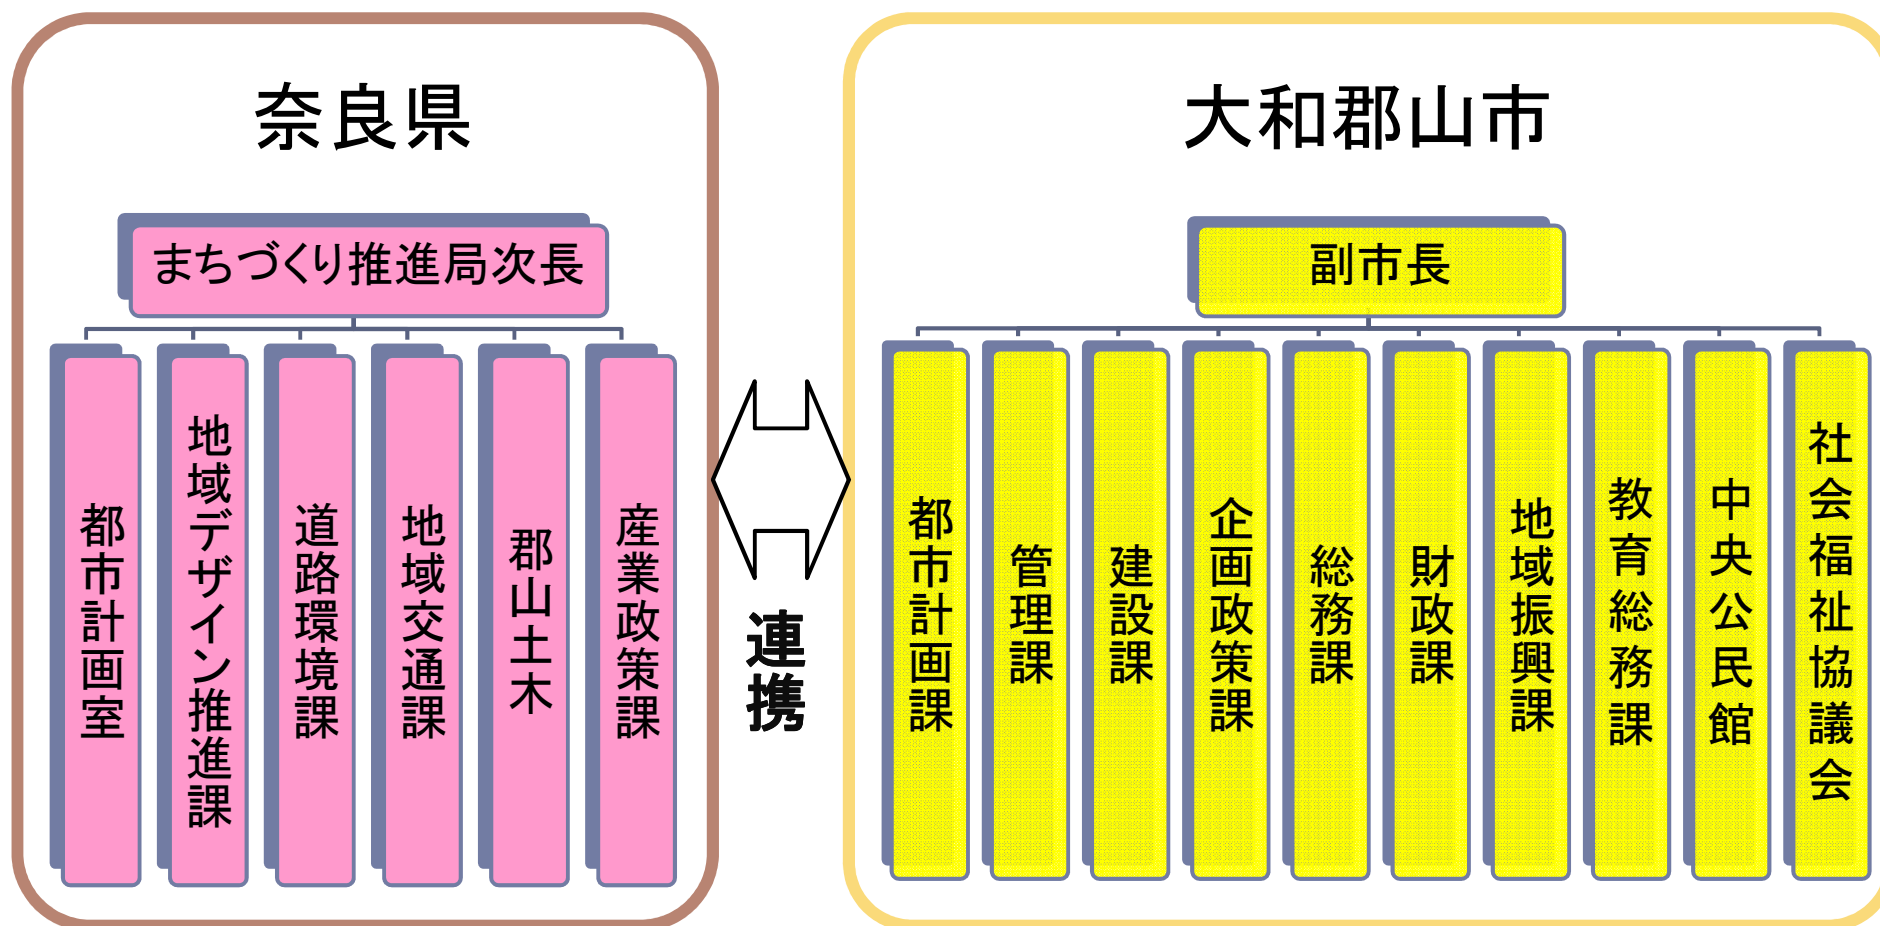 奈良県
まちづくり推進局次長
都市計画室
地域デザイン推進課
道路環境課
地域交通課
郡山土木
産業政策課
連携
大和郡山市
副市長
都市計画課
管理課
建設課
企画政策課
総務課
財政課
地域振興課
教育総務課
中央公民館
社会福祉協議会